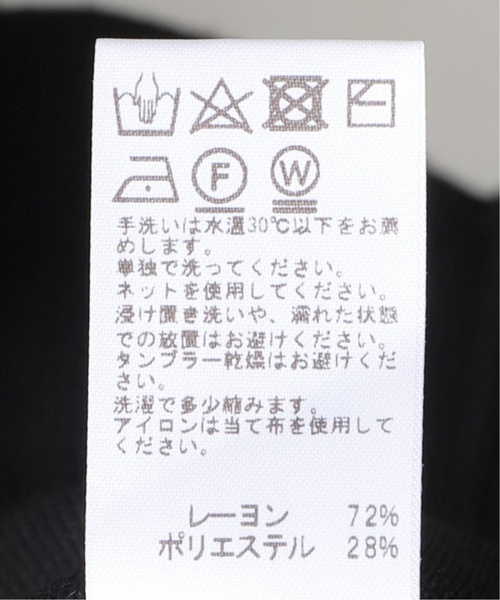 F W
手洗いは水温30℃以下をお薦
めします。
単独で洗ってください。
ネットを使用してください。
浸け置き洗いや、濡れた状態
での放置はお避けください。
タンブラー乾燥はお避けくだ
さい。
洗濯で多少縮みます。
アイロンは当て布を使用して
ください。
レーヨン 72%
ポリエステル 28%